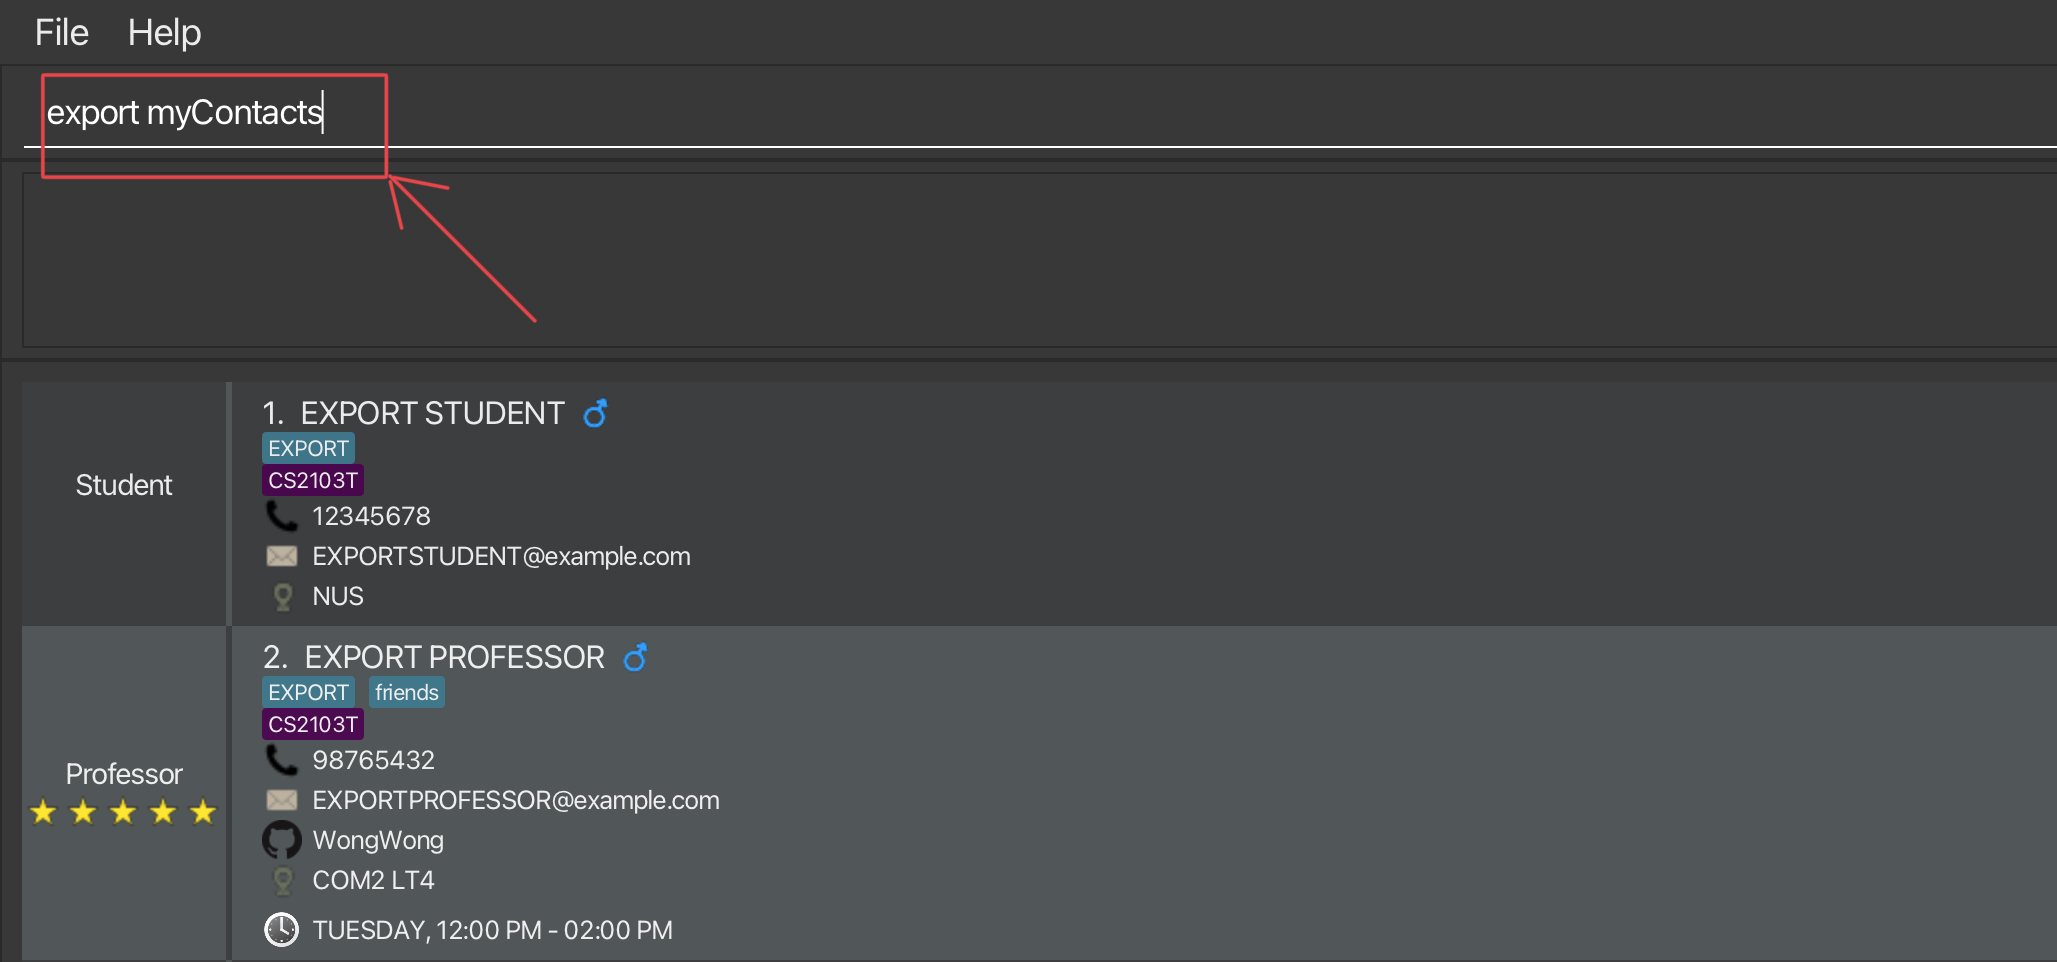 File Help
export myContacts
Student
1. EXPORT STUDENT
EXPORT
CS2103T
12345678
EXPORTSTUDENT@example.com
NUS
Professor
2. EXPORT PROFESSOR
EXPORT friends
CS2103T
98765432
EXPORTPROFESSOR@example.com
WongWong
COM2 LT4
TUESDAY, 12:00 PM - 02:00 PM